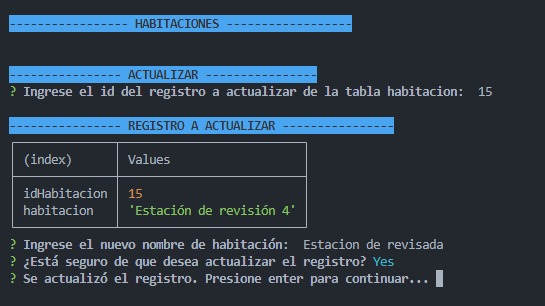 ----------------- HABITACIONES ------------------
---------------- ACTUALIZAR ----------------
? Ingrese el id del registro a actualizar de la tabla habitacion: 15
---------------- REGISTRO A ACTUALIZAR ----------------
(index) Values
idHabitacion 15
habitacion 'Estación de revisión 4'
? Ingrese el nuevo nombre de habitación: Estacion de revisada
? ¿Está seguro de que desea actualizar el registro? Yes
? Se actualizó el registro. Presione enter para continuar...